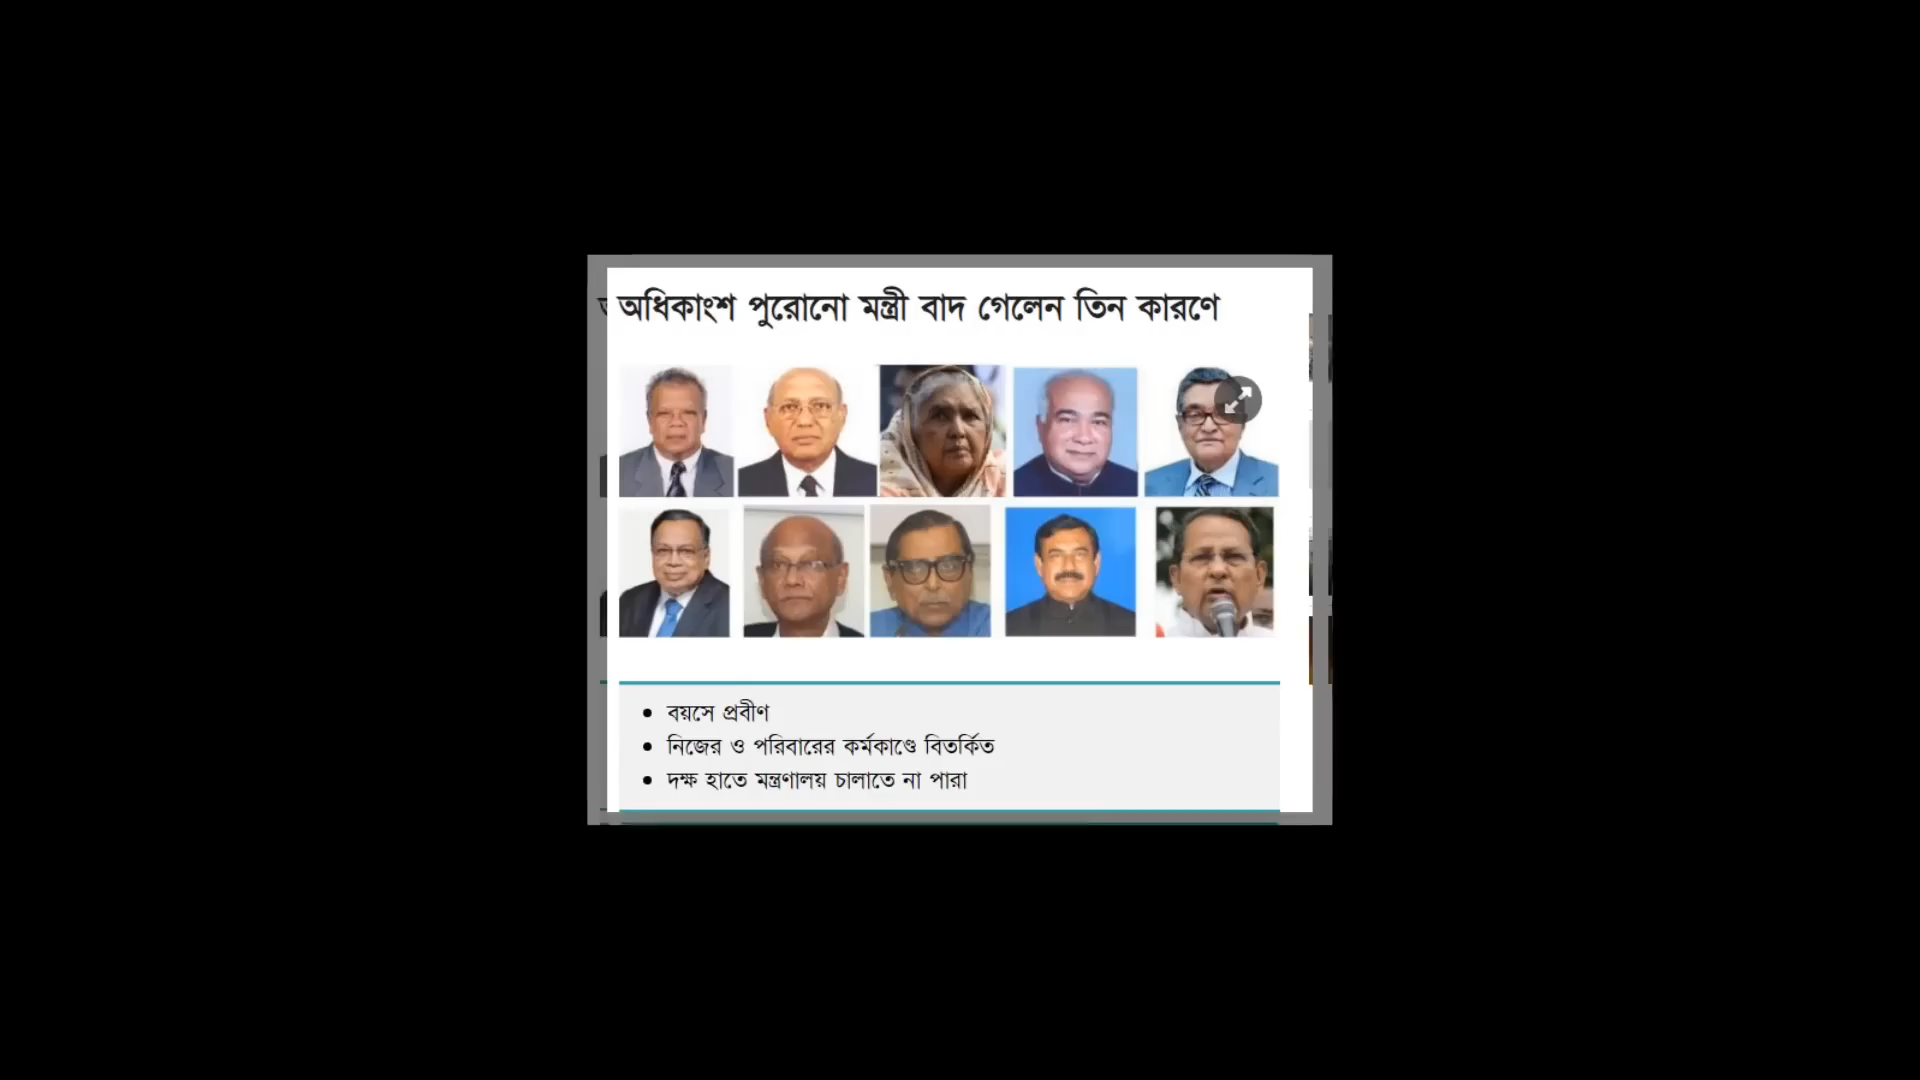 অধিকাংশ পুরোনো মন্ত্রী বাদ গেলেন তিন কারণে
বয়সে প্রবীণ
নিজের ও পরিবারের কর্মকাণ্ডে বিতর্কিত
দক্ষ হাতে মন্ত্রণালয় চালাতে না পারা